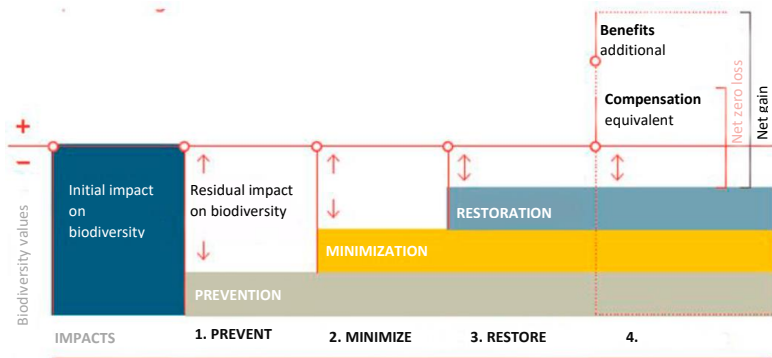 Benefits
additional
Compensation
equivalent
Net zero loss
Net gain
+
−
Biodiversity values
Initial impact
on
biodiversity
Residual impact
on biodiversity
RESTORATION
MINIMIZATION
PREVENTION
IMPACTS
1. PREVENT
2. MINIMIZE
3. RESTORE
4.